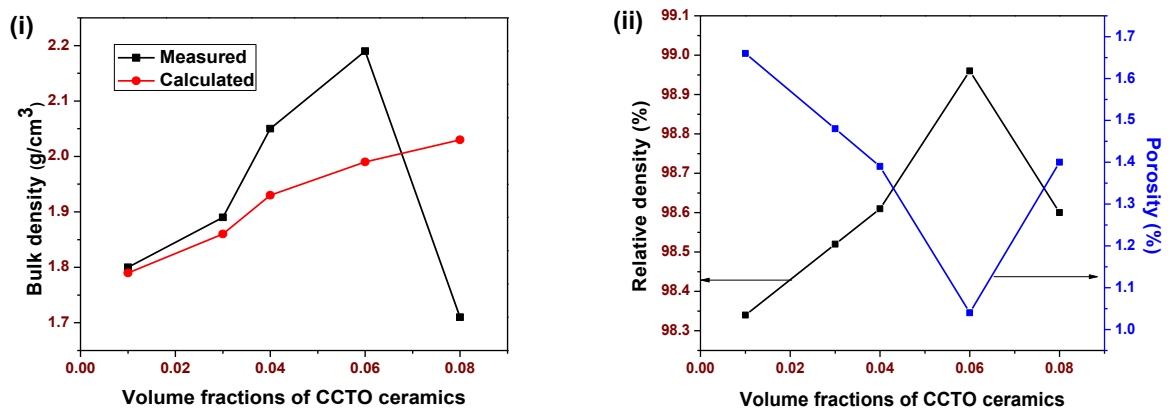 (i)
Bulk density (g/cm³)
2.2
2.1
2.0
1.9
1.8
1.7
Measured
Calculated
0.00 0.02 0.04 0.06 0.08
Volume fractions of CCTO ceramics
(ii)
Relative density (%)
99.1
99.0
98.9
98.8
98.7
98.6
98.5
98.4
98.3
1.7
1.6
1.5
1.4
1.3
1.2
1.1
1.0
Porosity (%)
0.00 0.02 0.04 0.06 0.08
Volume fractions of CCTO ceramics